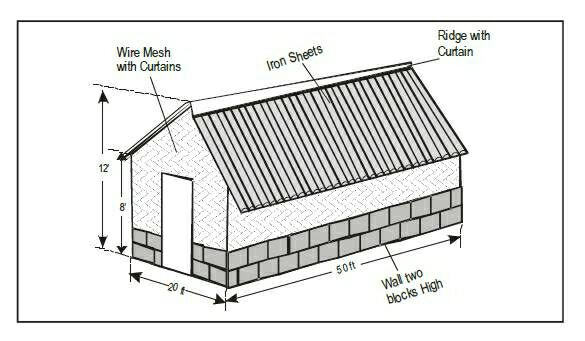 Wire Mesh
with Curtains
Iron Sheets
Ridge with
Curtain
12'
8'
20 ft
50 ft
Wall two
blocks High